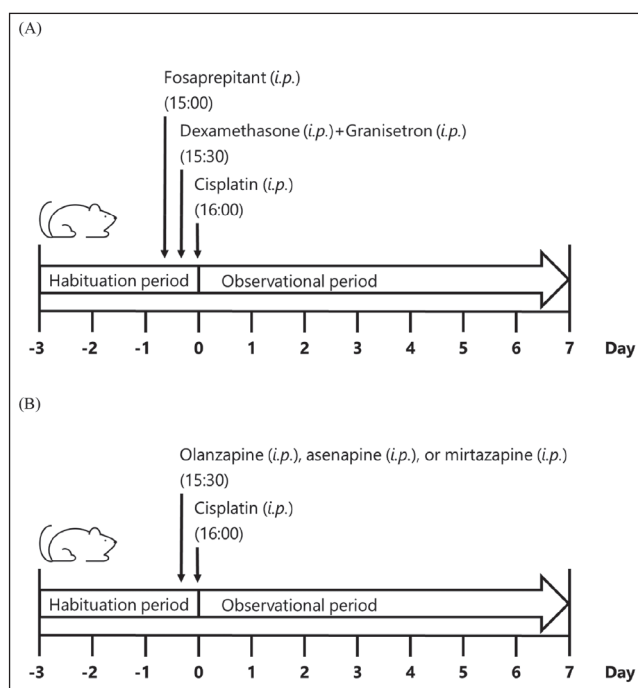 (A)
Fosaprepitant (i.p.)
(15:00)
Dexamethasone (i.p.)+Granisetron (i.p.)
(15:30)
Cisplatin (i.p.)
(16:00)
Habituation period Observational period
-3 -2 -1 0 1 2 3 4 5 6 7 Day
(B)
Olanzapine (i.p.), asenapine (i.p.), or mirtazapine (i.p.)
(15:30)
Cisplatin (i.p.)
(16:00)
Habituation period Observational period
-3 -2 -1 0 1 2 3 4 5 6 7 Day